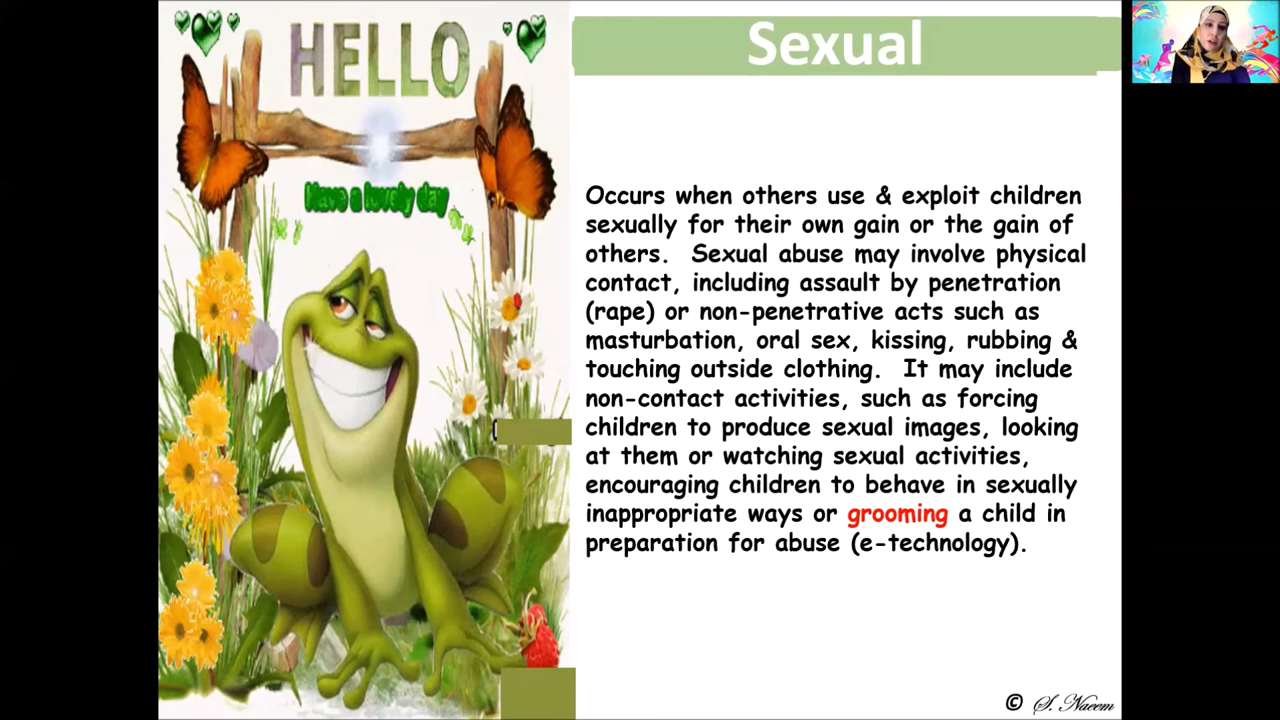 HELLO
Have a lovely day
Sexual
Occurs when others use & exploit children
sexually for their own gain or the gain of
others.  Sexual abuse may involve physical
contact, including assault by penetration
(rape) or non-penetrative acts such as
masturbation, oral sex, kissing, rubbing &
touching outside clothing.  It may include
non-contact activities, such as forcing
children to produce sexual images, looking
at them or watching sexual activities,
encouraging children to behave in sexually
inappropriate ways or grooming a child in
preparation for abuse (e-technology).
© S. Naeem